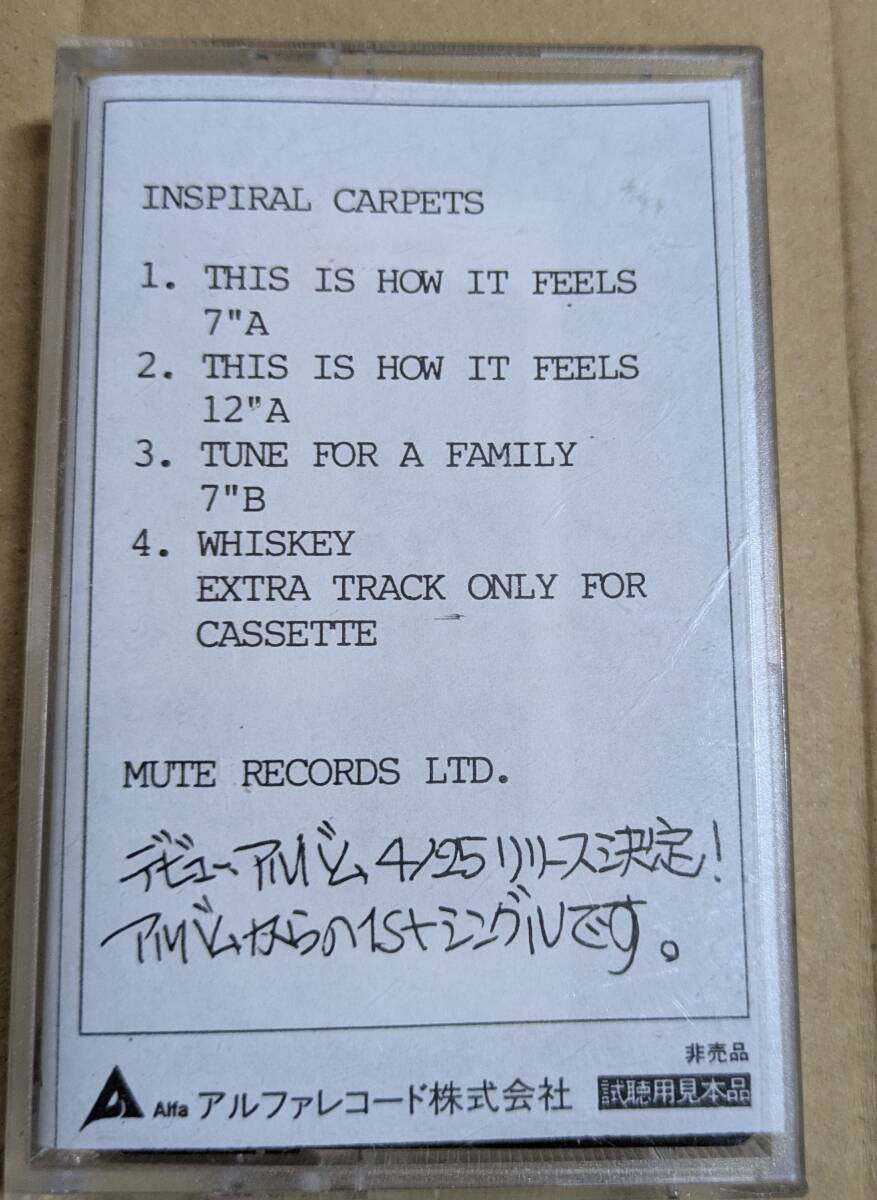 INSPIRAL CARPETS
1. THIS IS HOW IT FEELS
7"A
2. THIS IS HOW IT FEELS
12"A
3. TUNE FOR A FAMILY
7"B
4. WHISKEY
EXTRA TRACK ONLY FOR
CASSETTE
MUTE RECORDS LTD.
デビュー、アルバム 4/25リリース決定!
アルバムからの1stシングルです。
非売品
Alfa アルファレコード株式会社 試聴用見本品